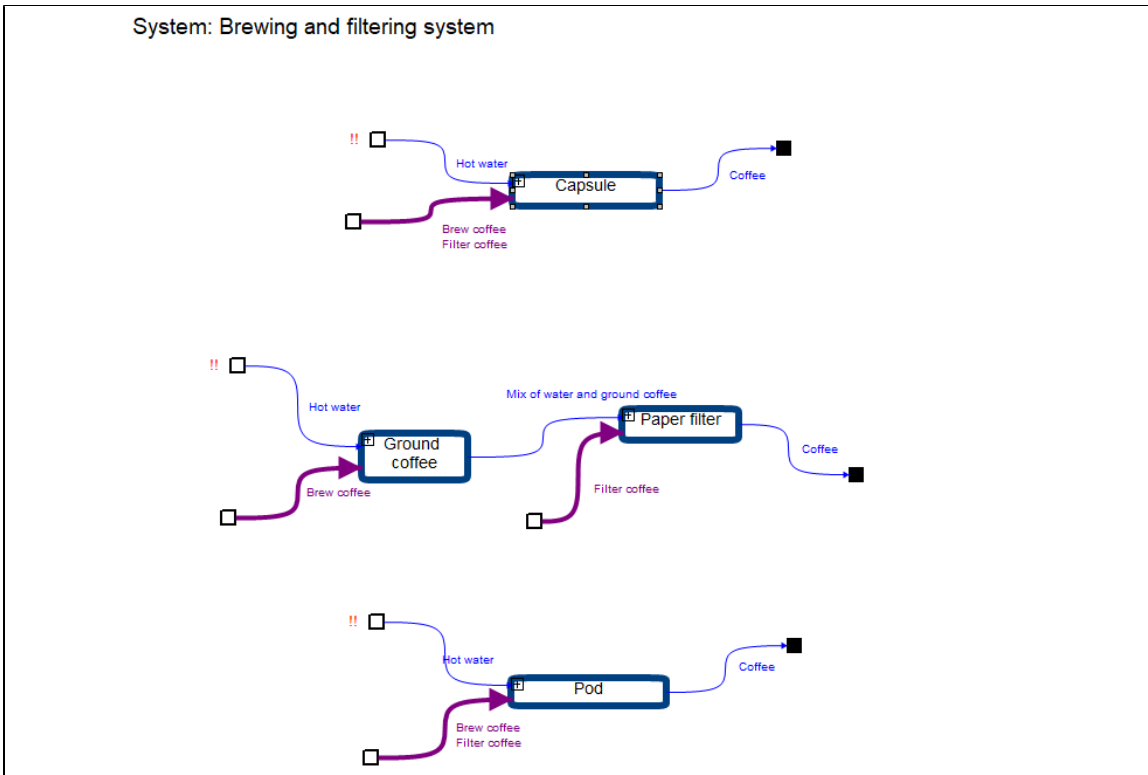 System: Brewing and filtering system
!!
Hot water
Capsule
Coffee
Brew coffee
Filter coffee
!!
Mix of water and ground coffee
Hot water
Paper filter
Ground
coffee
Coffee
Brew coffee
Filter coffee
!!
Hot water
Coffee
Pod
Brew coffee
Filter coffee